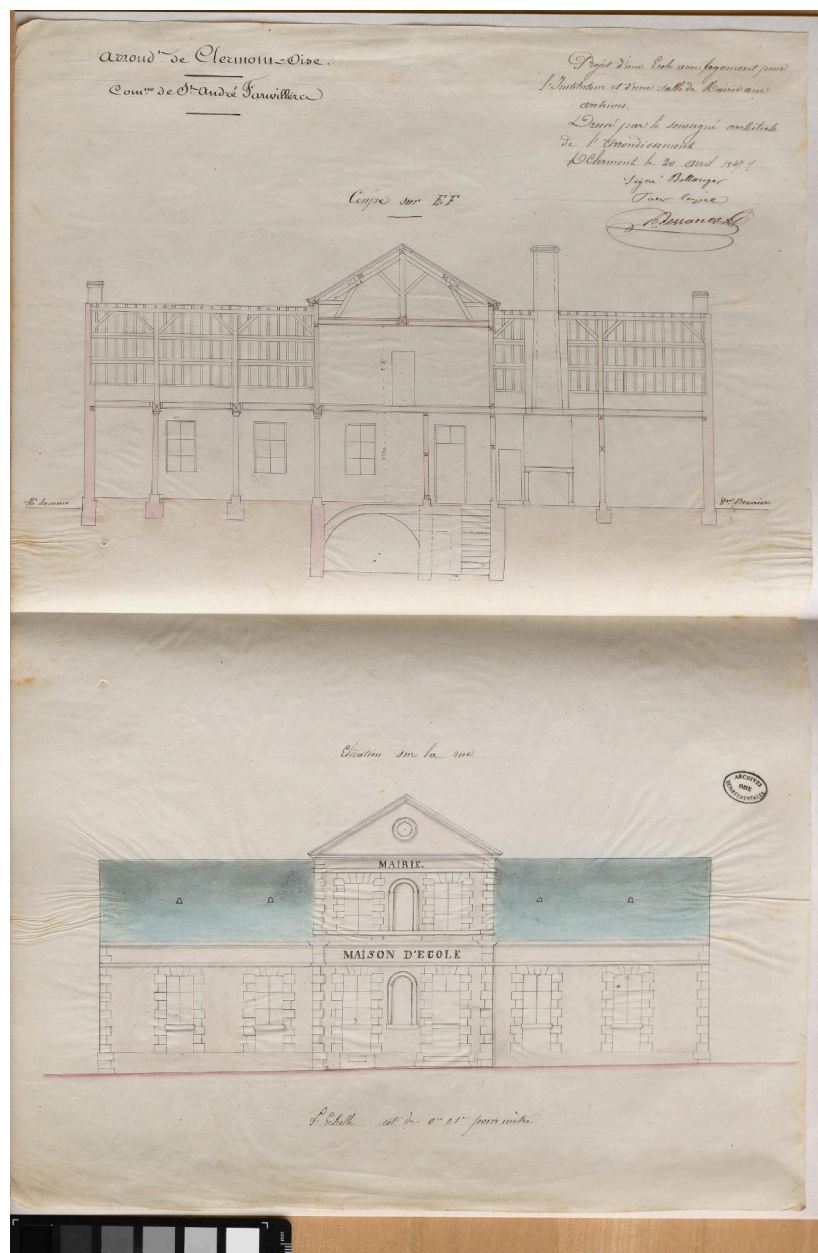 Arrond.t de Clermont-Oise.
Com.ne de St. André Farivillers
Projet d'une Ecole avec logement pour
l'Instituteur et d'une salle de Mairie aux
archives.
Dressé par le soussigné architecte
de l'arrondissement
Clermont le 20 avril 1847
Signé Bellanger
Pour copie
Coupe sur EF.
Elévation sur la rue
ARCHIVES
OISE
DEPARTEMENTALES
MAIRIE.
MAISON D'ECOLE
L'Echelle est de 0m 01c pour mètre